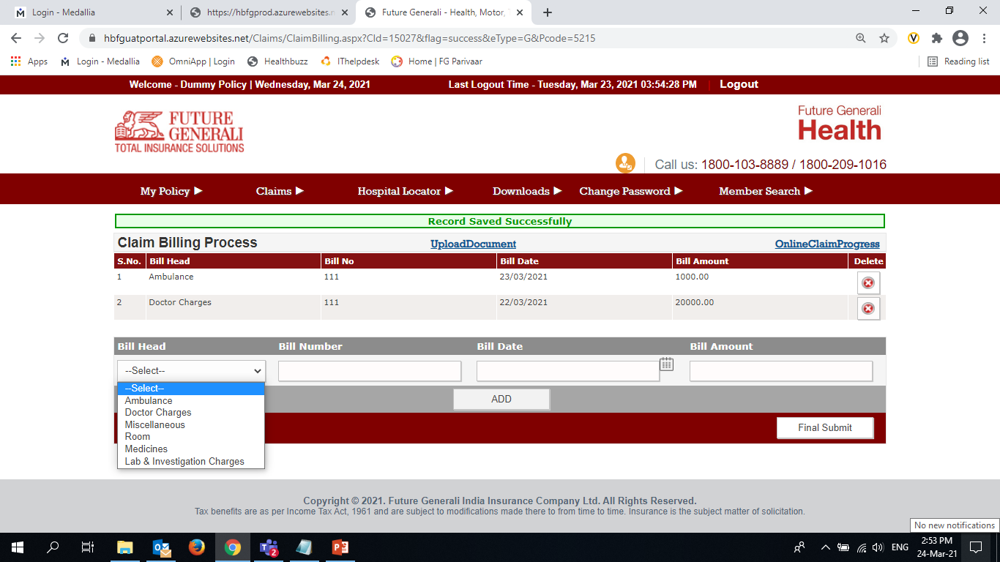 Login - Medallia
https://hbfgprod.azurewebsites.n
Future Generali - Health, Motor,
hbfguatportal.azurewebsites.net/Claims/ClaimBilling.aspx?CId=15027&flag=success&eType=G&Pcode=5215
Apps Login - Medallia OmniApp | Login Healthbuzz IThelpdesk Home | FG Parivaar Reading list
Welcome - Dummy Policy | Wednesday, Mar 24, 2021 Last Logout Time - Tuesday, Mar 23, 2021 03:54:28 PM | Logout
FUTURE
GENERALI
TOTAL INSURANCE SOLUTIONS
Future Generali
Health
Call us: 1800-103-8889 / 1800-209-1016
My Policy Claims Hospital Locator Downloads Change Password Member Search
Record Saved Successfully
Claim Billing Process UploadDocument OnlineClaimProgress
S.No. Bill Head Bill No Bill Date Bill Amount Delete
1 Ambulance 111 23/03/2021 1000.00
2 Doctor Charges 111 22/03/2021 20000.00
Bill Head Bill Number Bill Date Bill Amount
--Select--
--Select--
Ambulance
Doctor Charges
Miscellaneous
Room
Medicines
Lab & Investigation Charges
ADD
Final Submit
Copyright © 2021. Future Generali India Insurance Company Ltd. All Rights Reserved.
Tax benefits are as per Income Tax Act, 1961 and are subject to modifications made there to from time to time. Insurance is the subject matter of solicitation.
No new notifications
2
ENG
2:53 PM
24-Mar-21